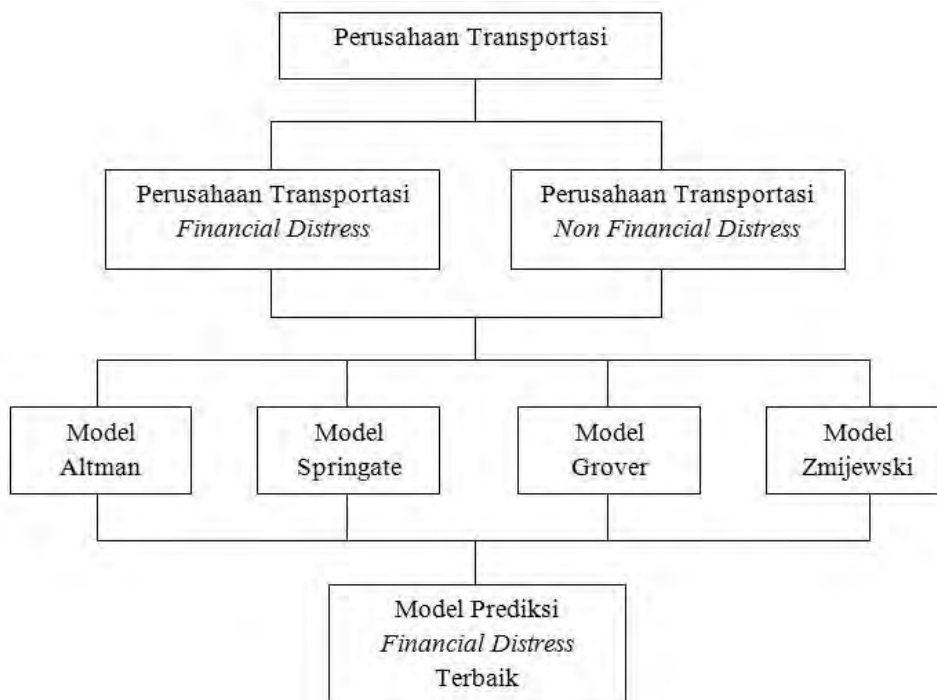 Perusahaan Transportasi
Perusahaan Transportasi
Financial Distress
Perusahaan Transportasi
Non Financial Distress
Model
Altman
Model
Springate
Model
Grover
Model
Zmijewski
Model Prediksi
Financial Distress
Terbaik